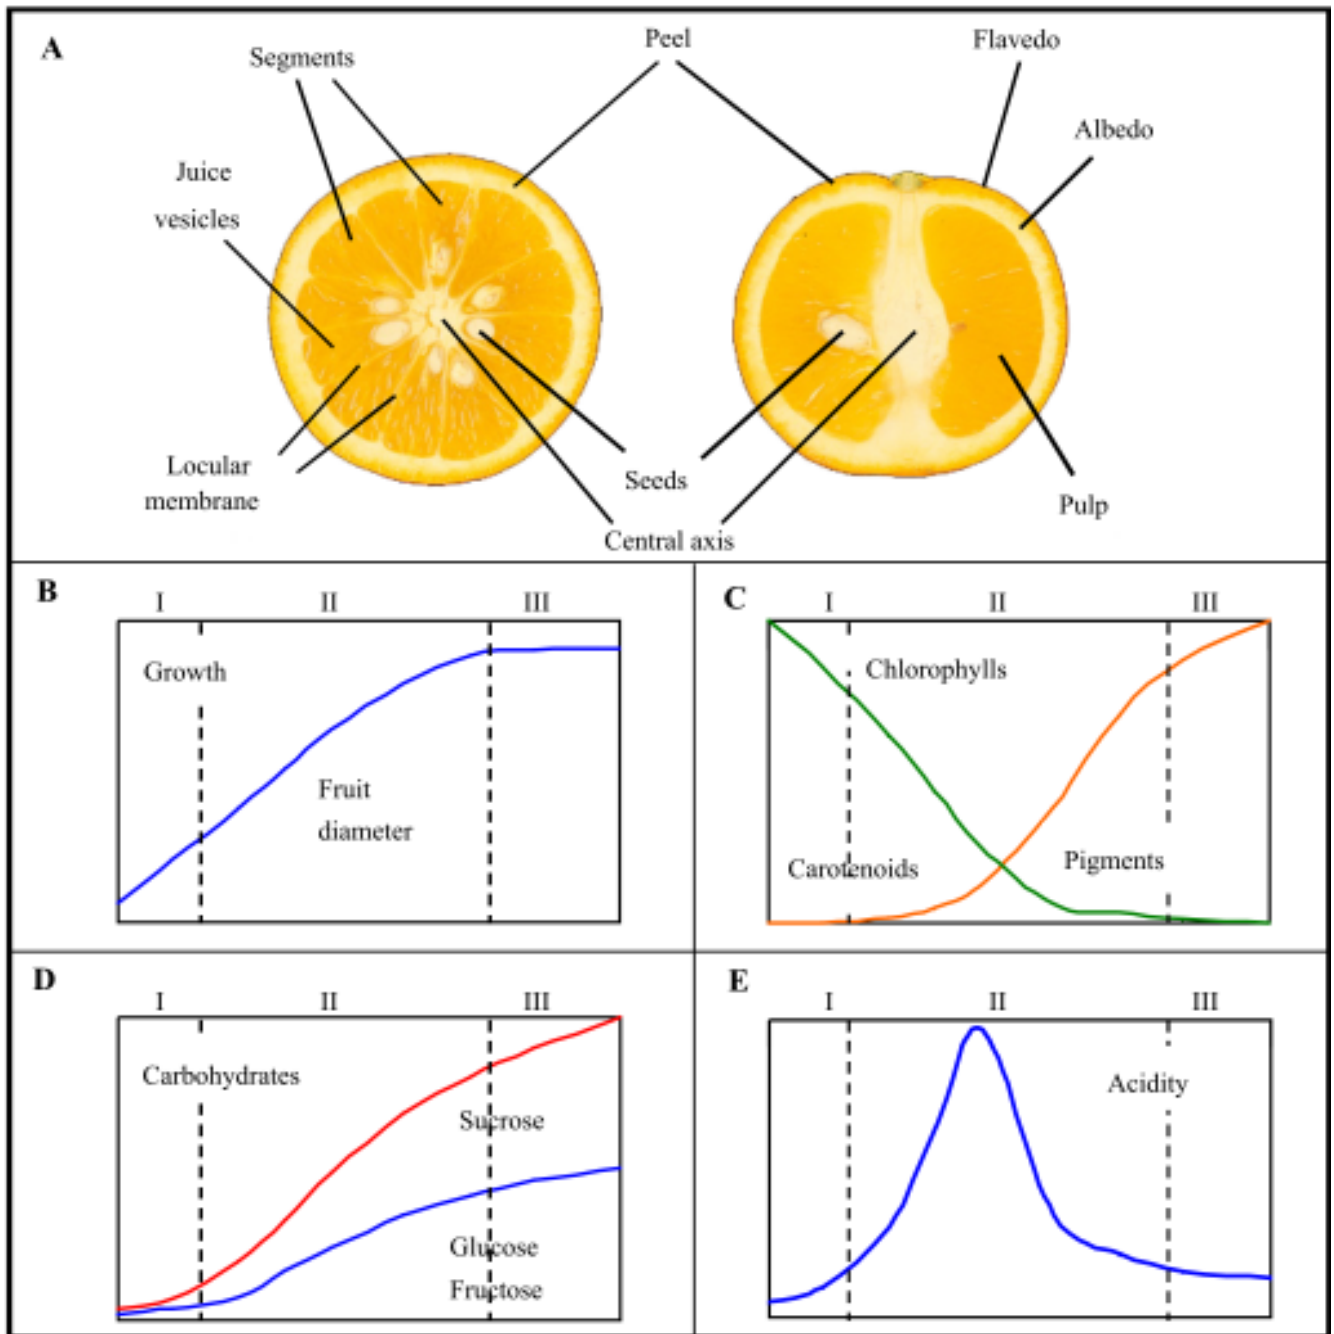 A
Segments
Peel
Flavedo
Albedo
Juice
vesicles
Locular
membrane
Seeds
Central axis
Pulp
B
I II III
Growth
Fruit
diameter
C
I II III
Chlorophylls
Carotenoids
Pigments
D
I II III
Carbohydrates
Sucrose
Glucose
Fructose
E
I II III
Acidity